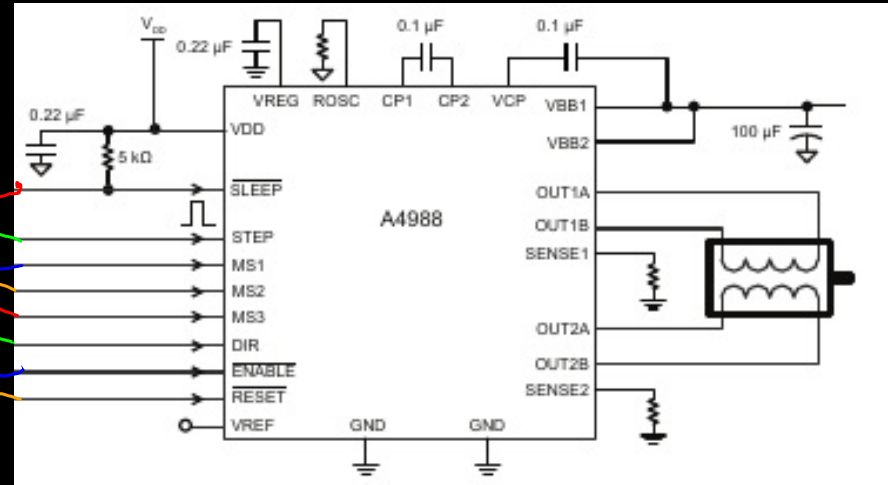 V_DD
0.22 µF
0.1 µF
0.1 µF
0.22 µF
5 kΩ
100 µF
VREG
ROSC
CP1
CP2
VCP
VBB1
VDD
VBB2
SLEEP
OUT1A
A4988
OUT1B
STEP
SENSE1
MS1
MS2
MS3
OUT2A
DIR
OUT2B
ENABLE
SENSE2
RESET
VREF
GND
GND